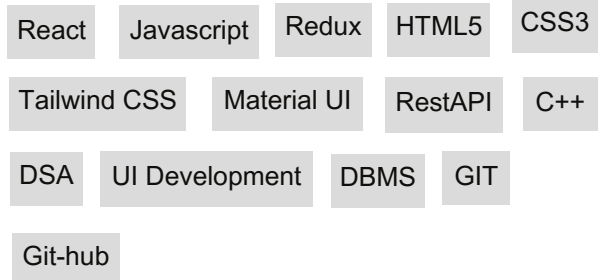 React Javascript Redux HTML5 CSS3
Tailwind CSS Material UI RestAPI C++
DSA UI Development DBMS GIT
Git-hub